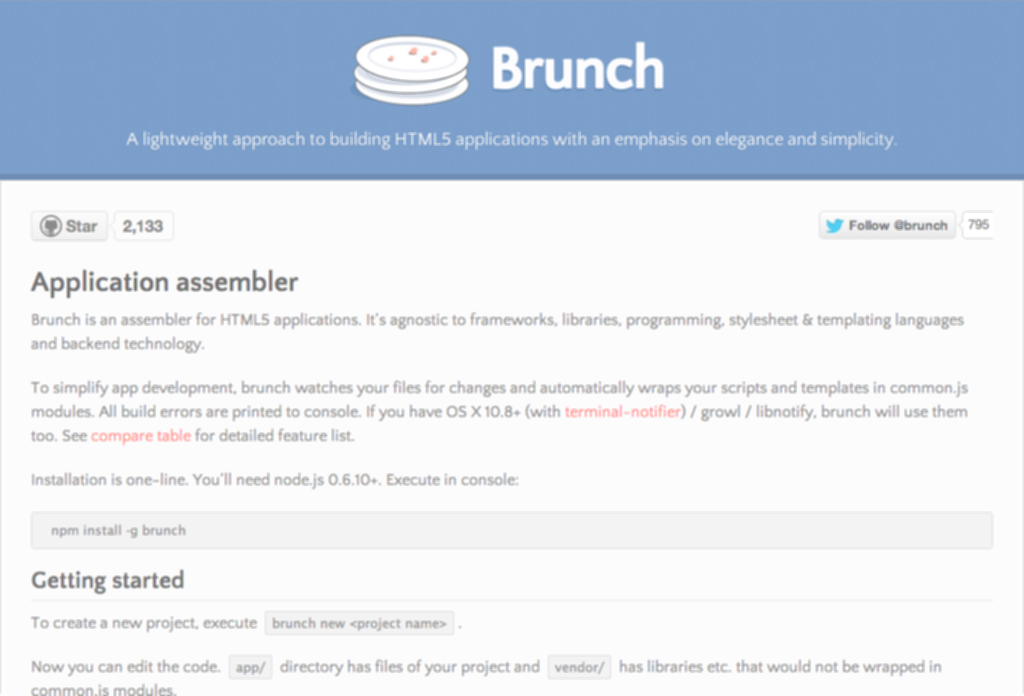 Brunch
A lightweight approach to building HTML5 applications with an emphasis on elegance and simplicity.
Star 2,133 Follow @brunch 795
Application assembler
Brunch is an assembler for HTML5 applications. It's agnostic to frameworks, libraries, programming, stylesheet & templating languages
and backend technology.
To simplify app development, brunch watches your files for changes and automatically wraps your scripts and templates in common.js
modules. All build errors are printed to console. If you have OS X 10.8+ (with terminal-notifier) / growl / libnotify, brunch will use them
too. See compare table for detailed feature list.
Installation is one-line. You'll need node.js 0.6.10+. Execute in console:
npm install -g brunch
Getting started
To create a new project, execute brunch new <project name> .
Now you can edit the code. app/ directory has files of your project and vendor/ has libraries etc. that would not be wrapped in
common.js modules.